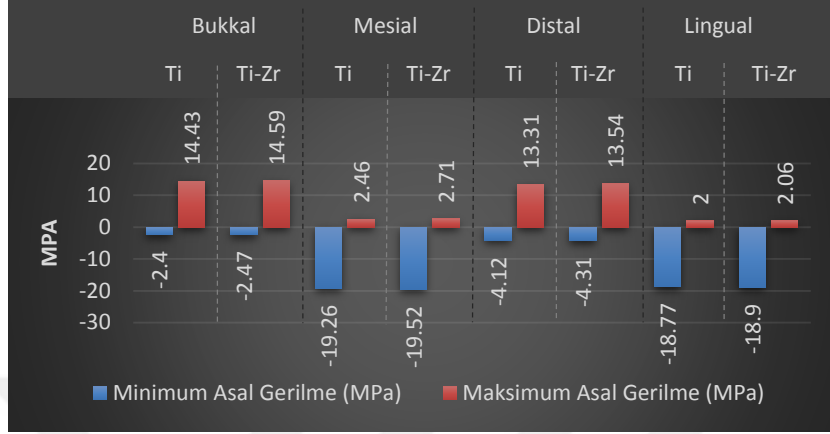 Bukkal Mesial Distal Lingual
Ti Ti-Zr Ti Ti-Zr Ti Ti-Zr Ti Ti-Zr
14.43 14.59 2.46 2.71 13.31 13.54 2 2.06
20
10
0
-10
-20
-30
MPA
-2.4 -2.47 -19.26 -19.52 -4.12 -4.31 -18.77 -18.9
Minimum Asal Gerilme (MPa) Maksimum Asal Gerilme (MPa)